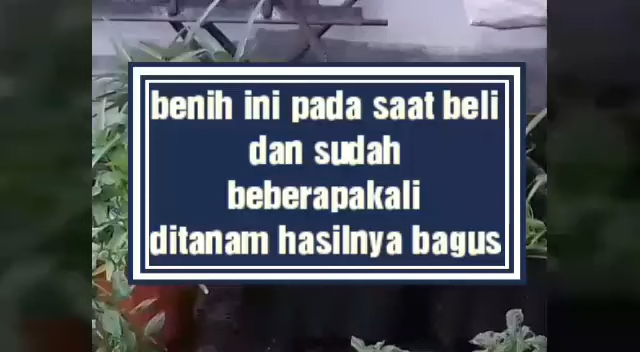 benih ini pada saat beli
dan sudah
beberapakali
ditanam hasilnya bagus